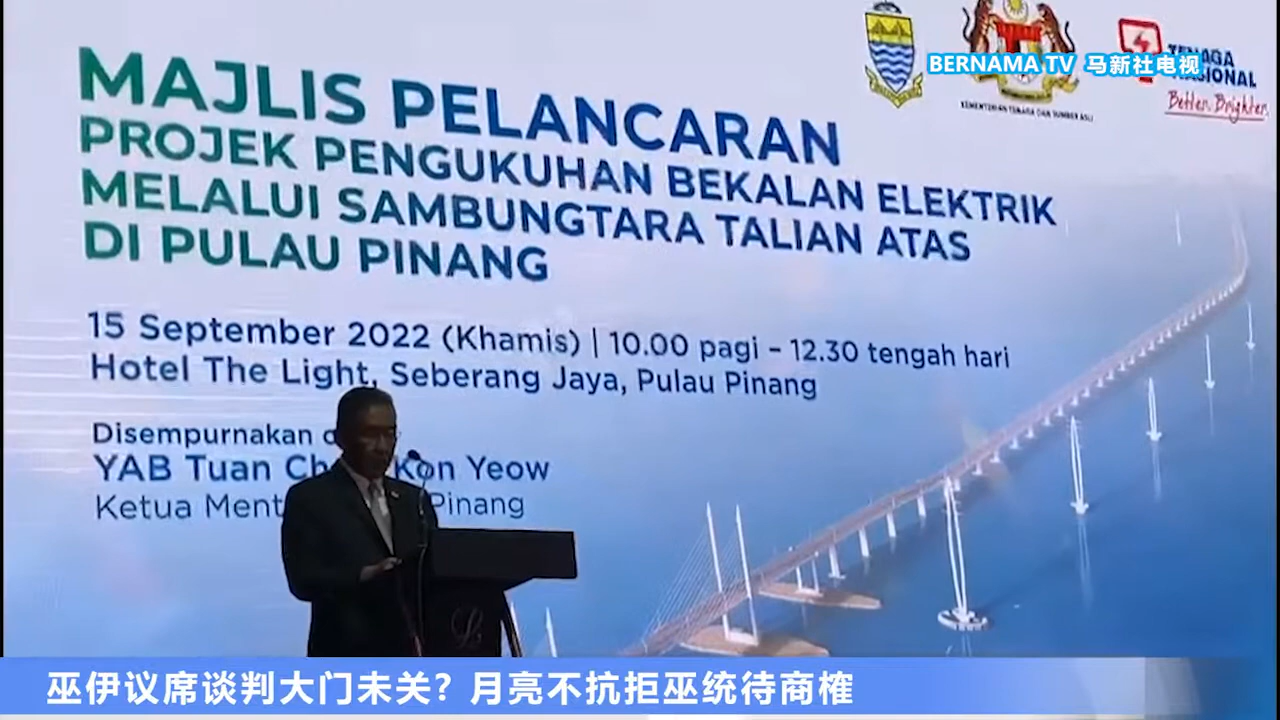 BERNAMA TV 马新社电视
TENAGA
NASIONAL
Better. Brighter.
KEMENTERIAN TENAGA DAN SUMBER ASLI
MAJLIS PELANCARAN
PROJEK PENGUKUHAN BEKALAN ELEKTRIK
MELALUI SAMBUNGTARA TALIAN ATAS
DI PULAU PINANG
15 September 2022 (Khamis) | 10.00 pagi – 12.30 tengah hari
Hotel The Light, Seberang Jaya, Pulau Pinang
Disempurnakan
YAB Tuan Kon Yeow
Ketua Pinang
巫伊议席谈判大门未关？月亮不抗拒巫统待商榷